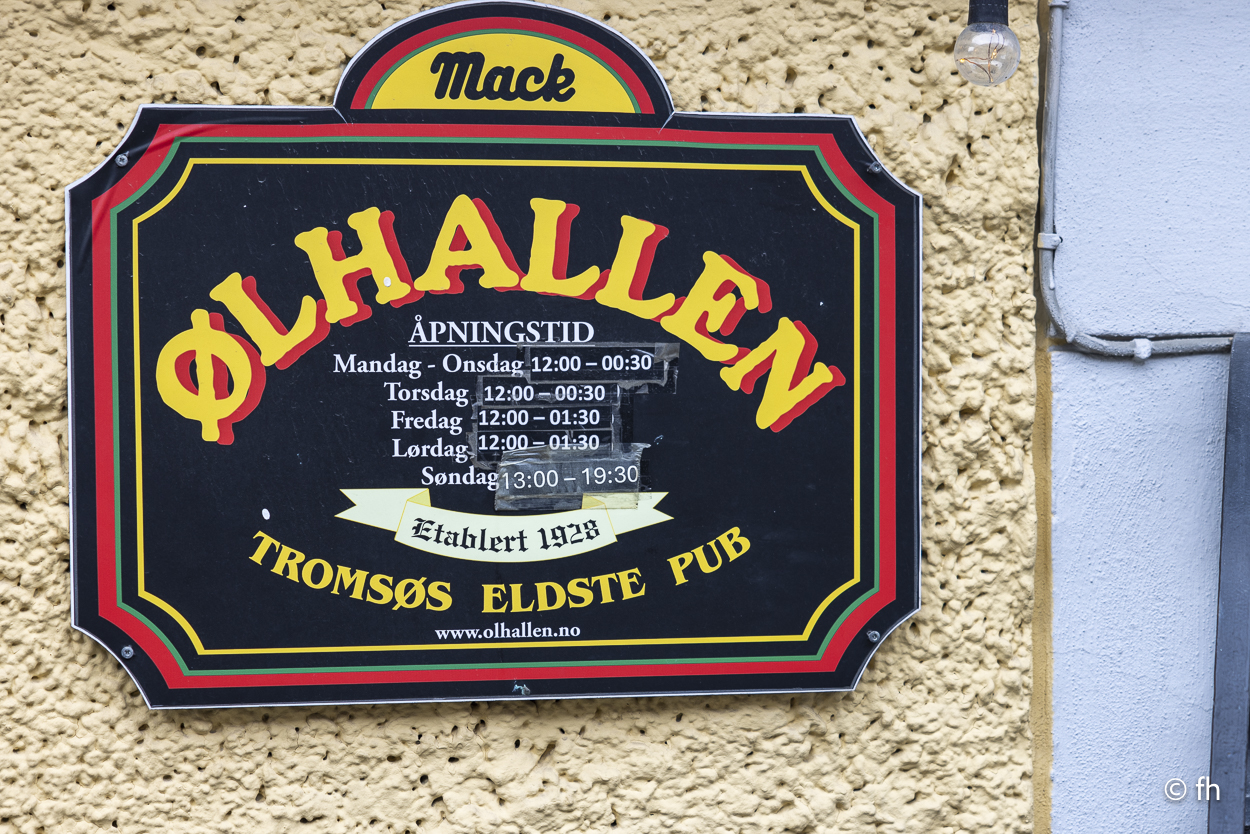 Mack
ØLHALLEN
ÅPNINGSTID
Mandag - Onsdag 12:00 – 00:30
Torsdag 12:00 – 00:30
Fredag 12:00 – 01:30
Lørdag 12:00 – 01:30
Søndag 13:00 – 19:30
Etablert 1928
TROMSØS ELDSTE PUB
www.olhallen.no
© fh